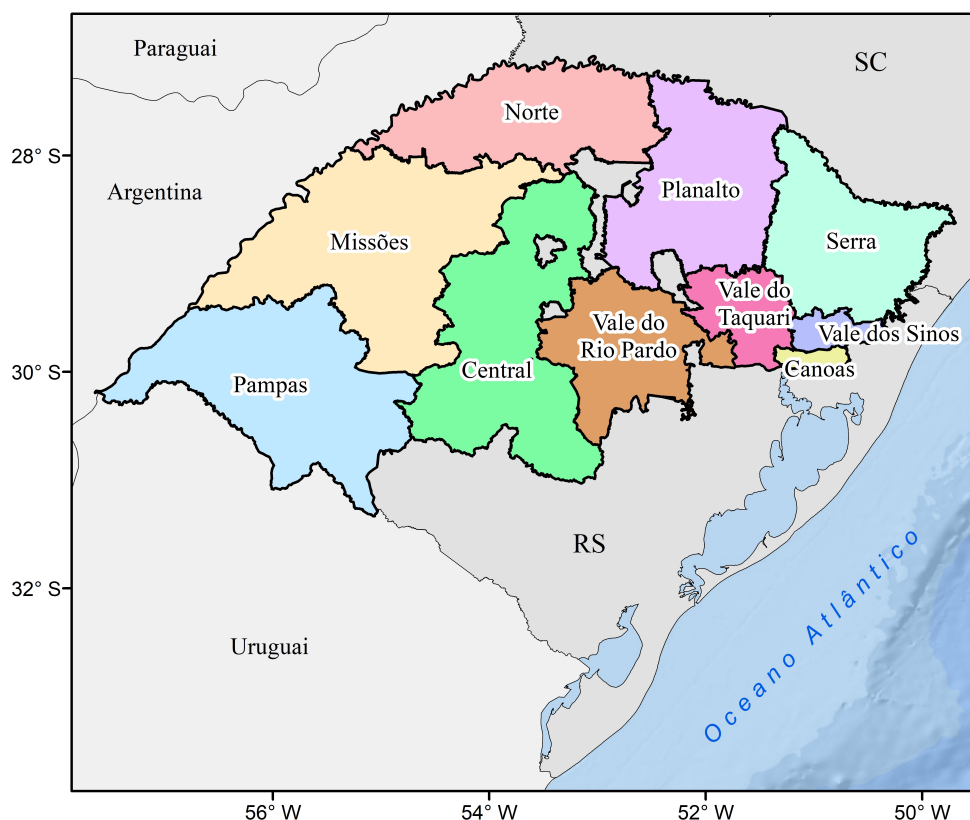 Paraguai
SC
Norte
28° S
Argentina
Planalto
Missões
Serra
Vale do
Taquari
Vale do
Rio Pardo
Vale dos Sinos
30° S
Pampas
Central
Canoas
RS
32° S
Oceano Atlântico
Uruguai
56° W
54° W
52° W
50° W